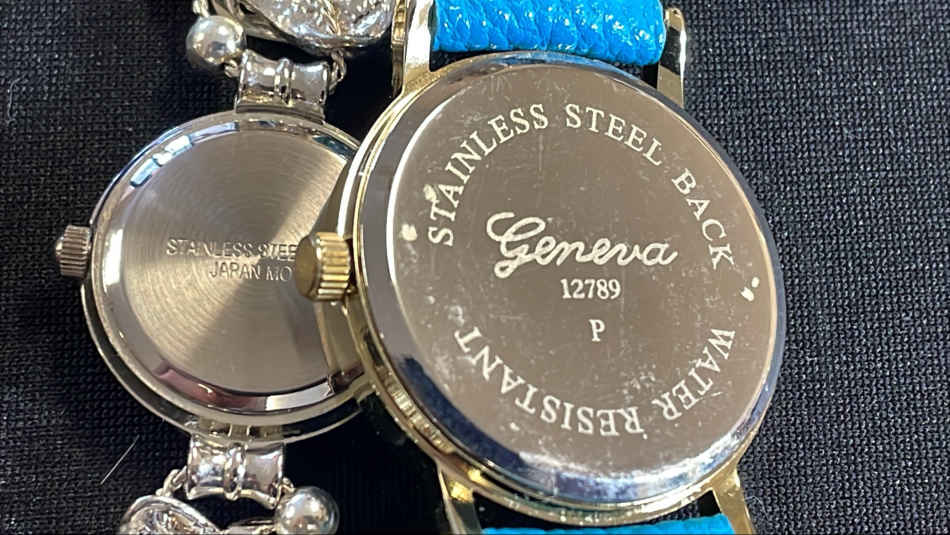 STAINLESS STEE
JAPAN MO
STAINLESS STEEL BACK
Geneva
12789
P
WATER RESISTANT